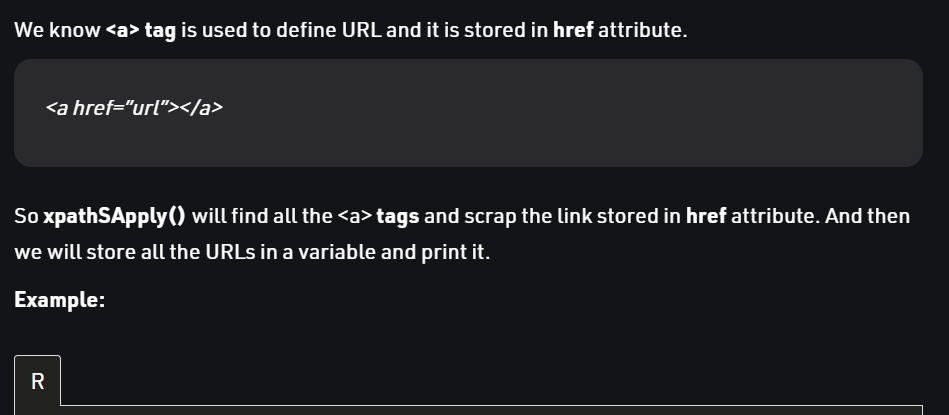 We know <a> tag is used to define URL and it is stored in href attribute.
<a href=”url”></a>
So xpathSApply() will find all the <a> tags and scrap the link stored in href attribute. And then
we will store all the URLs in a variable and print it.
Example:
R